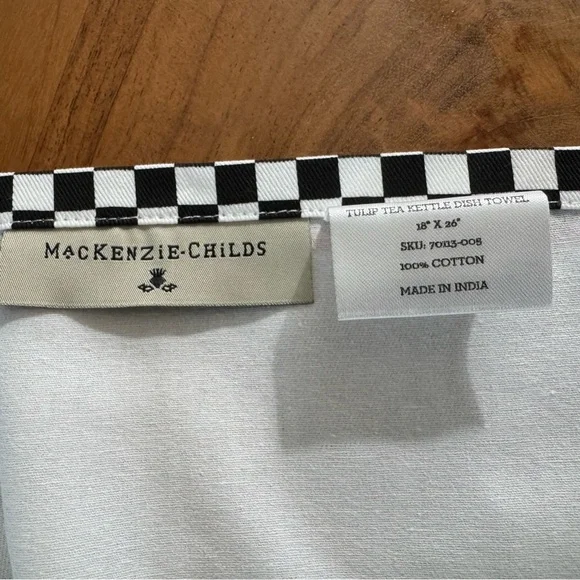 MACKENZIE-CHILDS
TULIP TEA KETTLE DISH TOWEL
18" X 26"
SKU: 70113-005
100% COTTON
MADE IN INDIA